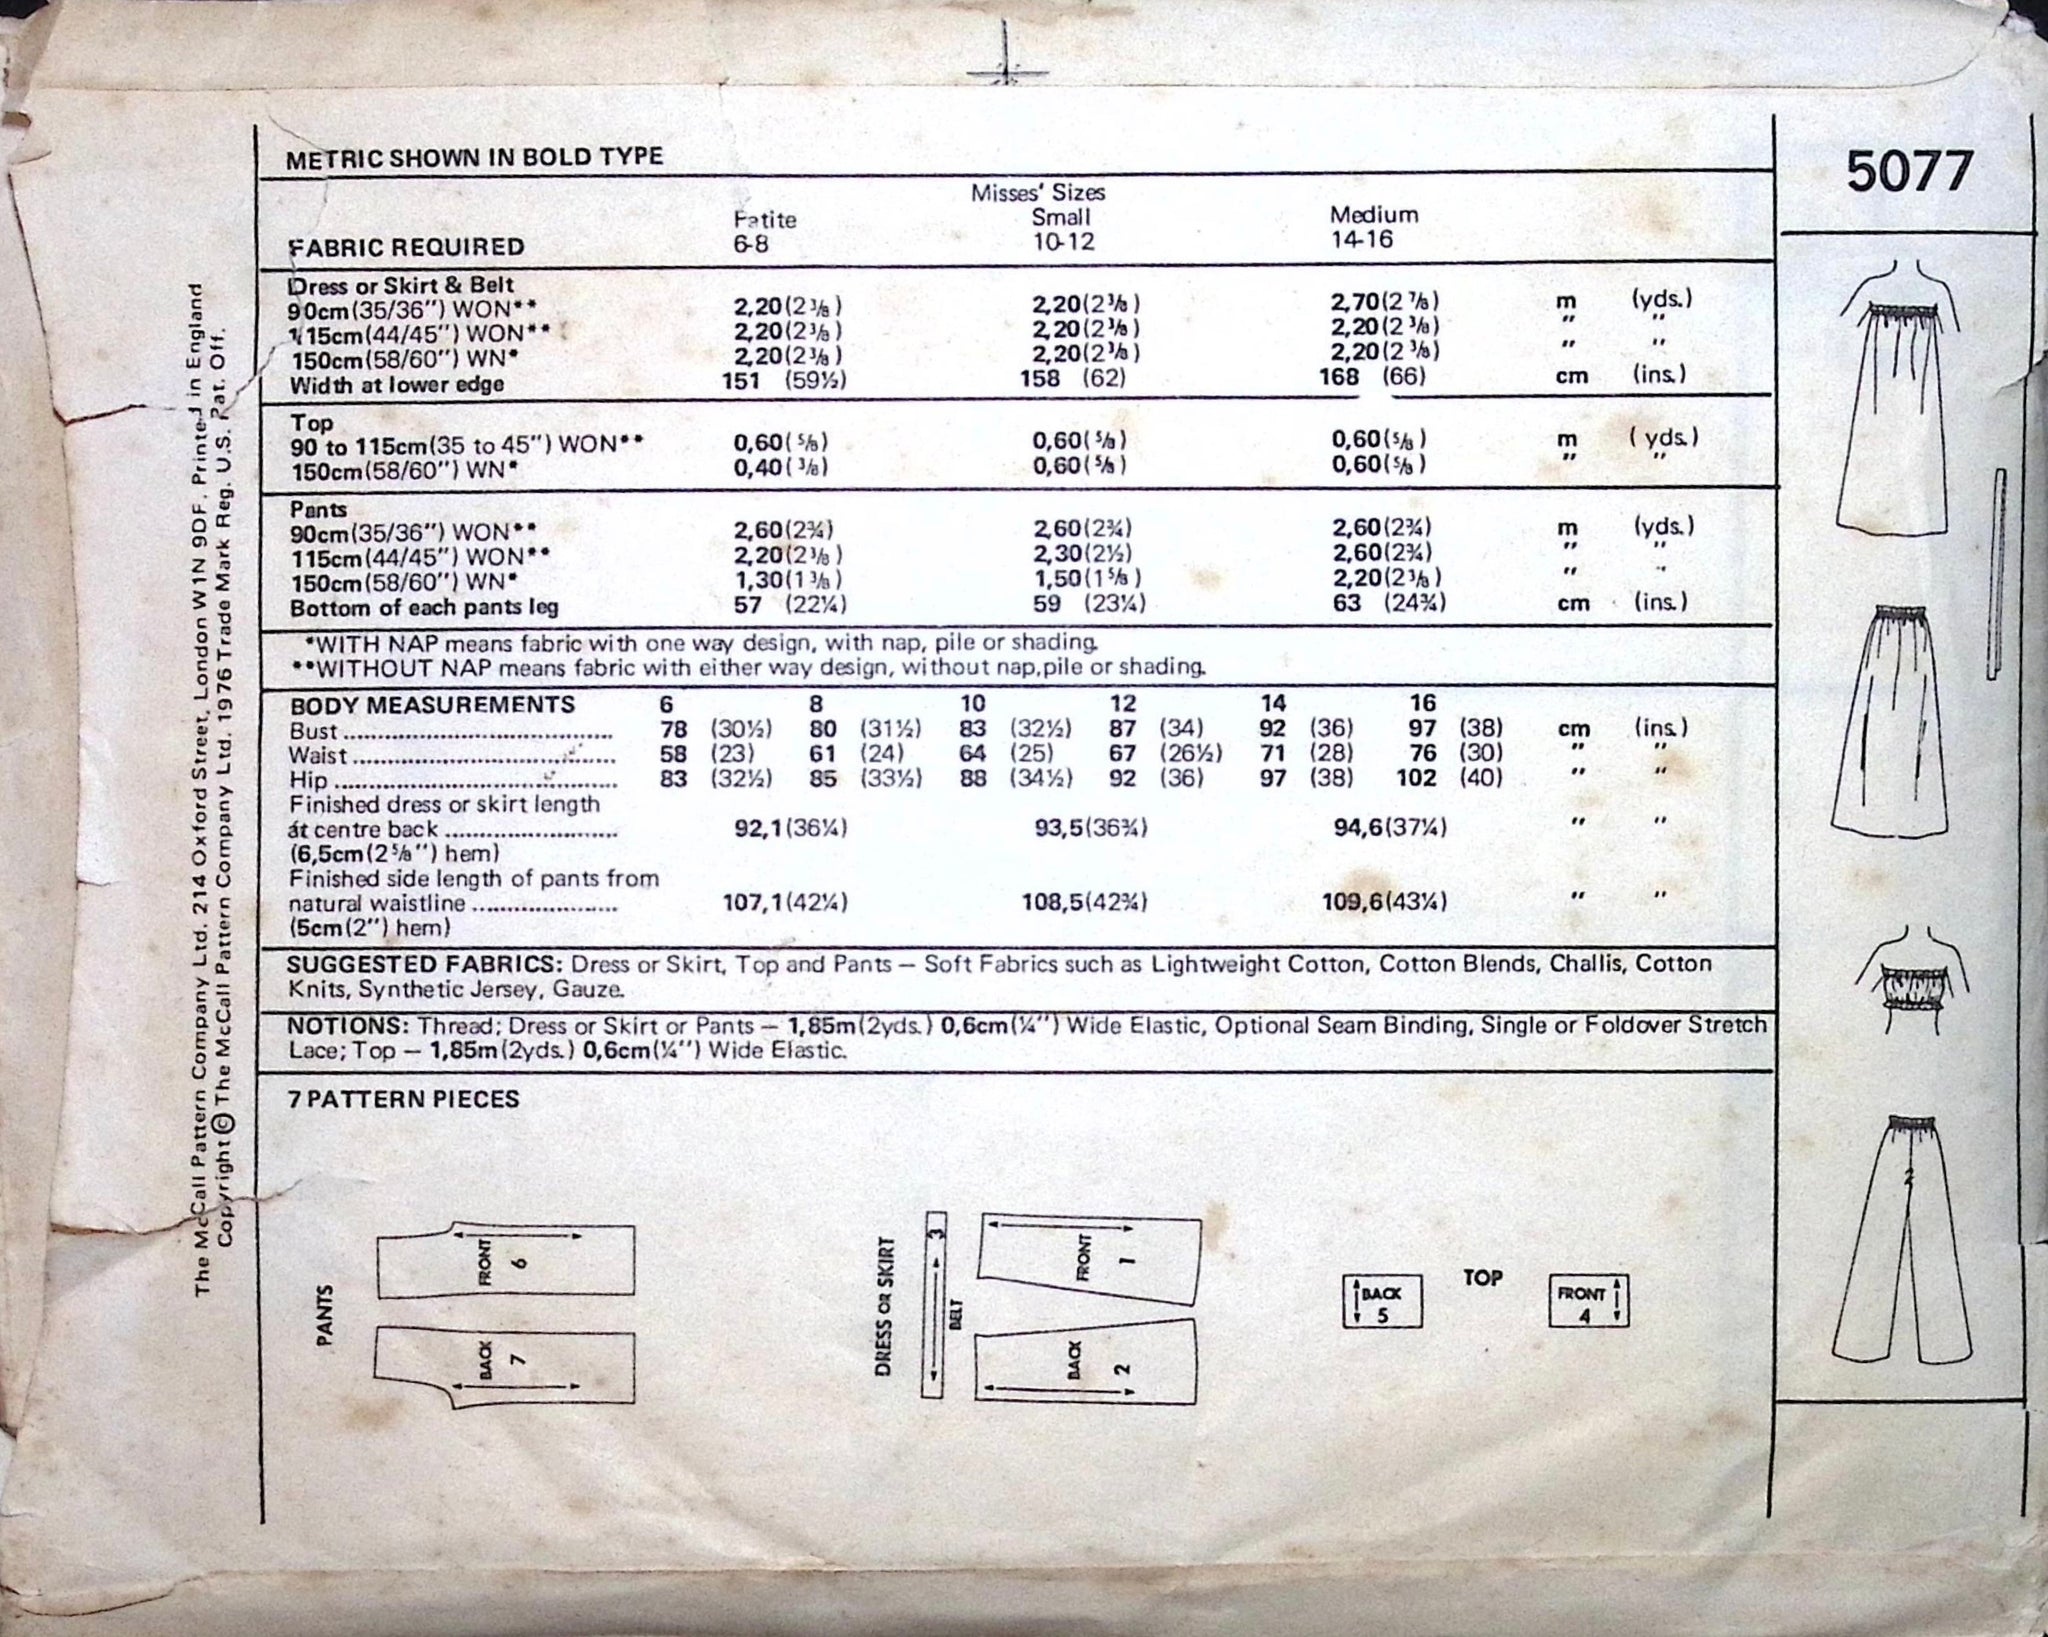 The McCall Pattern Company Ltd. 214 Oxford Street, London W1N 9DF. Printed in England
Copyright © The McCall Pattern Company Ltd. 1976 Trade Mark Reg. U.S. Pat. Off.
METRIC SHOWN IN BOLD TYPE
Misses' Sizes
Petite Small Medium
FABRIC REQUIRED 6-8 10-12 14-16
Dress or Skirt & Belt
90cm(35/36") WON** 2,20(2⅜) 2,20(2⅜) 2,70(2⅞) m (yds.)
115cm(44/45") WON** 2,20(2⅜) 2,20(2⅜) 2,20(2⅜) " "
150cm(58/60") WN* 2,20(2⅜) 2,20(2⅜) 2,20(2⅜) " "
Width at lower edge 151 (59½) 158 (62) 168 (66) cm (ins.)
Top
90 to 115cm(35 to 45") WON** 0,60(⅝) 0,60(⅝) 0,60(⅝) m (yds.)
150cm(58/60") WN* 0,40(⅜) 0,60(⅝) 0,60(⅝) " "
Pants
90cm(35/36") WON** 2,60(2¾) 2,60(2¾) 2,60(2¾) m (yds.)
115cm(44/45") WON** 2,20(2⅜) 2,30(2½) 2,60(2¾) " "
150cm(58/60") WN* 1,30(1⅜) 1,50(1⅝) 2,20(2⅜) " "
Bottom of each pants leg 57 (22¼) 59 (23¼) 63 (24¾) cm (ins.)
*WITH NAP means fabric with one way design, with nap, pile or shading.
**WITHOUT NAP means fabric with either way design, without nap,pile or shading.
BODY MEASUREMENTS 6 8 10 12 14 16
Bust 78 (30½) 80 (31½) 83 (32½) 87 (34) 92 (36) 97 (38) cm (ins.)
Waist 58 (23) 61 (24) 64 (25) 67 (26½) 71 (28) 76 (30) " "
Hip 83 (32½) 85 (33½) 88 (34½) 92 (36) 97 (38) 102 (40) " "
Finished dress or skirt length
at centre back 92,1(36¼) 93,5(36¾) 94,6(37¼) " "
(6,5cm(2⅝") hem)
Finished side length of pants from
natural waistline 107,1(42¼) 108,5(42¾) 109,6(43¼) " "
(5cm(2") hem)
SUGGESTED FABRICS: Dress or Skirt, Top and Pants — Soft Fabrics such as Lightweight Cotton, Cotton Blends, Challis, Cotton
Knits, Synthetic Jersey, Gauze.
NOTIONS: Thread; Dress or Skirt or Pants — 1,85m(2yds.) 0,6cm(¼") Wide Elastic, Optional Seam Binding, Single or Foldover Stretch
Lace; Top — 1,85m(2yds.) 0,6cm(¼") Wide Elastic.
7 PATTERN PIECES
PANTS
FRONT
6
BACK
7
DRESS OR SKIRT
3
BELT
FRONT
1
BACK
2
BACK
5
TOP
FRONT
4
5077